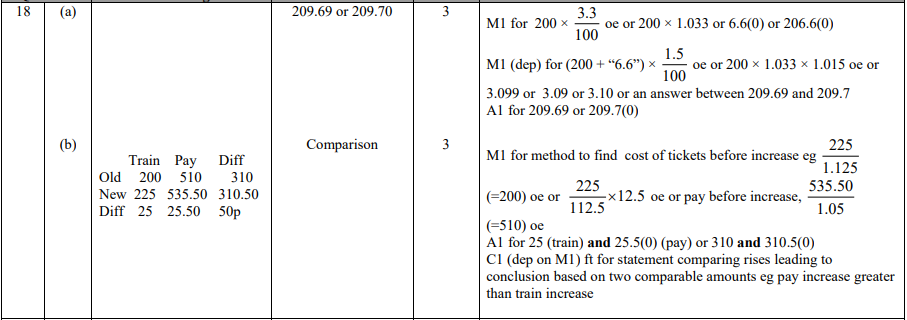 18 (a) 209.69 or 209.70 3 M1 for 200 × 3.3/100 oe or 200 × 1.033 or 6.6(0) or 206.6(0)
M1 (dep) for (200 + “6.6”) × 1.5/100 oe or 200 × 1.033 × 1.015 oe or
3.099 or 3.09 or 3.10 or an answer between 209.69 and 209.7
A1 for 209.69 or 209.7(0)
(b) Comparison 3
Train Pay Diff
Old 200 510 310
New 225 535.50 310.50
Diff 25 25.50 50p
M1 for method to find cost of tickets before increase eg 225/1.125
(=200) oe or 225/112.5 ×12.5 oe or pay before increase, 535.50/1.05
(=510) oe
A1 for 25 (train) and 25.5(0) (pay) or 310 and 310.5(0)
C1 (dep on M1) ft for statement comparing rises leading to
conclusion based on two comparable amounts eg pay increase greater
than train increase